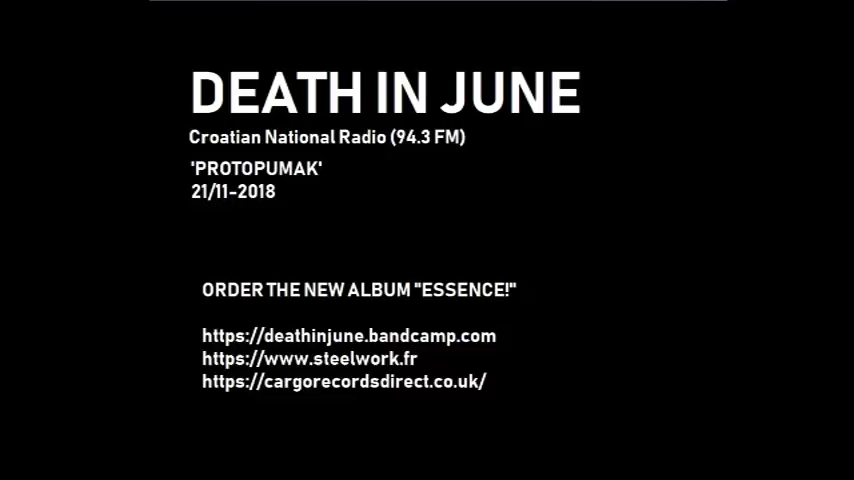 DEATH IN JUNE
Croatian National Radio (94.3 FM)
'PROTOPUMAK'
21/11-2018
ORDER THE NEW ALBUM "ESSENCE!"
https://deathinjune.bandcamp.com
https://www.steelwork.fr
https://cargorecordsdirect.co.uk/